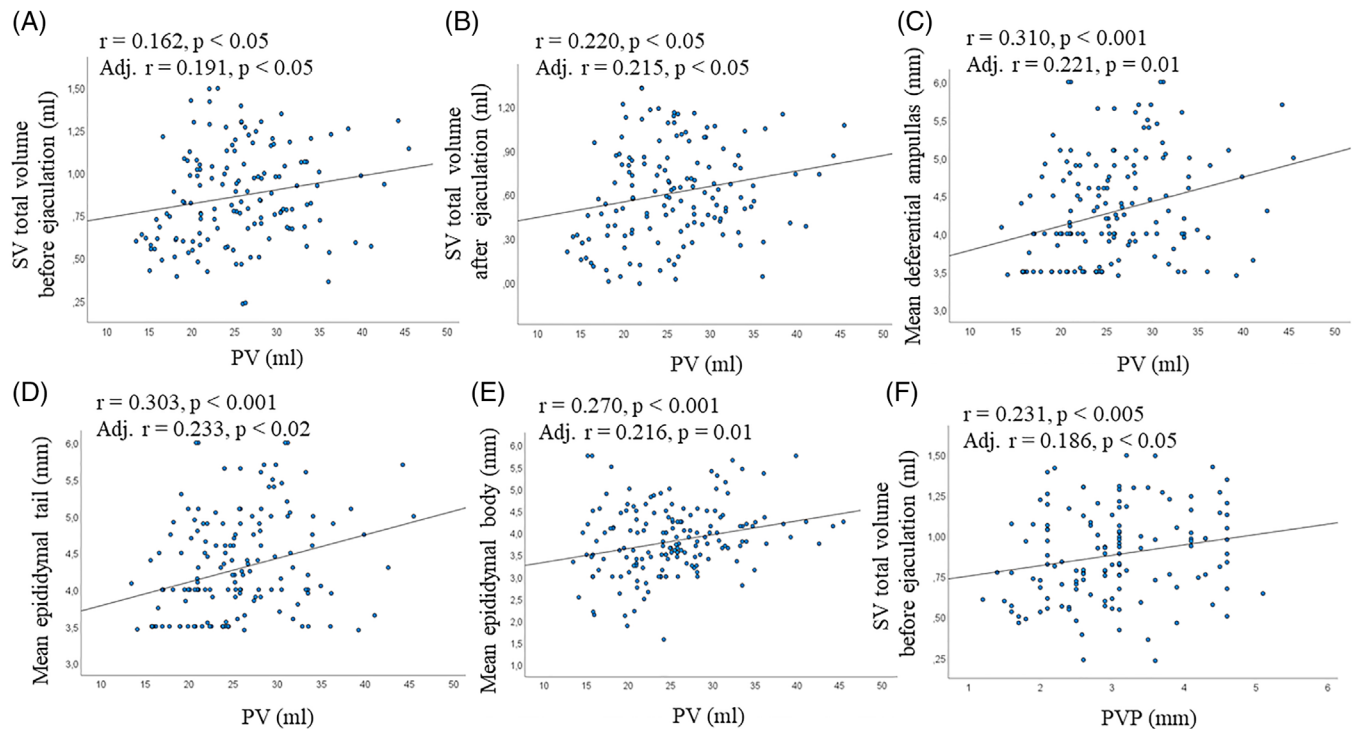 (A)
r = 0.162, p < 0.05
Adj. r = 0.191, p < 0.05
SV total volume
before ejaculation (ml)
1,50
1,25
1,00
,75
,50
,25
10 15 20 25 30 35 40 45 50
PV (ml)
(B)
r = 0.220, p < 0.05
Adj. r = 0.215, p < 0.05
SV total volume
after ejaculation (ml)
1,20
,90
,60
,30
,00
10 15 20 25 30 35 40 45 50
PV (ml)
(C)
r = 0.310, p < 0.001
Adj. r = 0.221, p = 0.01
Mean deferential ampullas (mm)
6,0
5,5
5,0
4,5
4,0
3,5
3,0
10 15 20 25 30 35 40 45 50
PV (ml)
(D)
r = 0.303, p < 0.001
Adj. r = 0.233, p < 0.02
Mean epididymal tail (mm)
6,0
5,5
5,0
4,5
4,0
3,5
3,0
10 15 20 25 30 35 40 45 50
PV (ml)
(E)
r = 0.270, p < 0.001
Adj. r = 0.216, p = 0.01
Mean epididymal body (mm)
6,0
5,5
5,0
4,5
4,0
3,5
3,0
2,5
2,0
1,5
1,0
10 15 20 25 30 35 40 45 50
PV (ml)
(F)
r = 0.231, p < 0.005
Adj. r = 0.186, p < 0.05
SV total volume
before ejaculation (ml)
1,50
1,25
1,00
,75
,50
,25
1 2 3 4 5 6
PVP (mm)